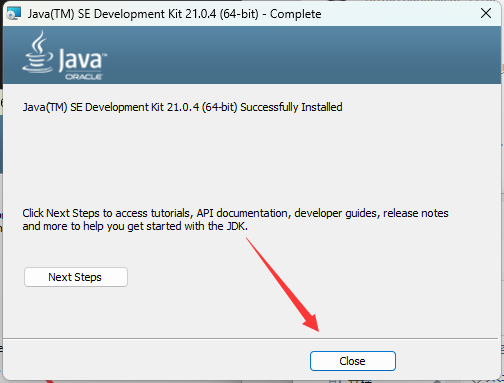 Java(TM) SE Development Kit 21.0.4 (64-bit) - Complete
Java™
ORACLE
Java(TM) SE Development Kit 21.0.4 (64-bit) Successfully Installed
Click Next Steps to access tutorials, API documentation, developer guides, release notes
and more to help you get started with the JDK.
Next Steps
Close